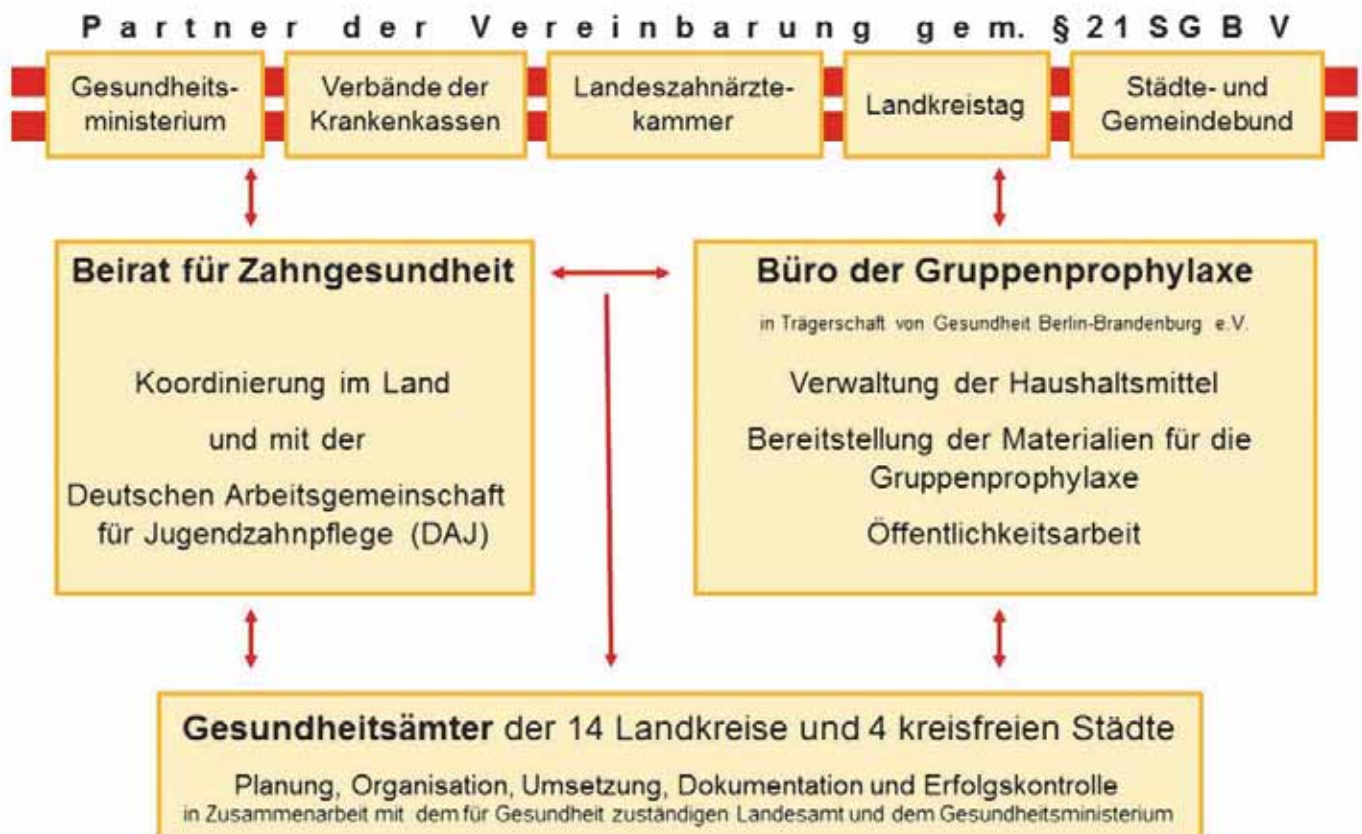 Partner der Vereinbarung gem. §21 SGB V
Gesundheits-
ministerium
Verbände der
Krankenkassen
Landeszahnärzte-
kammer
Landkreistag
Städte- und
Gemeindebund
Beirat für Zahngesundheit
Koordinierung im Land
und mit der
Deutschen Arbeitsgemeinschaft
für Jugendzahnpflege (DAJ)
Büro der Gruppenprophylaxe
in Trägerschaft von Gesundheit Berlin-Brandenburg e.V.
Verwaltung der Haushaltsmittel
Bereitstellung der Materialien für die
Gruppenprophylaxe
Öffentlichkeitsarbeit
Gesundheitsämter der 14 Landkreise und 4 kreisfreien Städte
Planung, Organisation, Umsetzung, Dokumentation und Erfolgskontrolle
in Zusammenarbeit mit dem für Gesundheit zuständigen Landesamt und dem Gesundheitsministerium